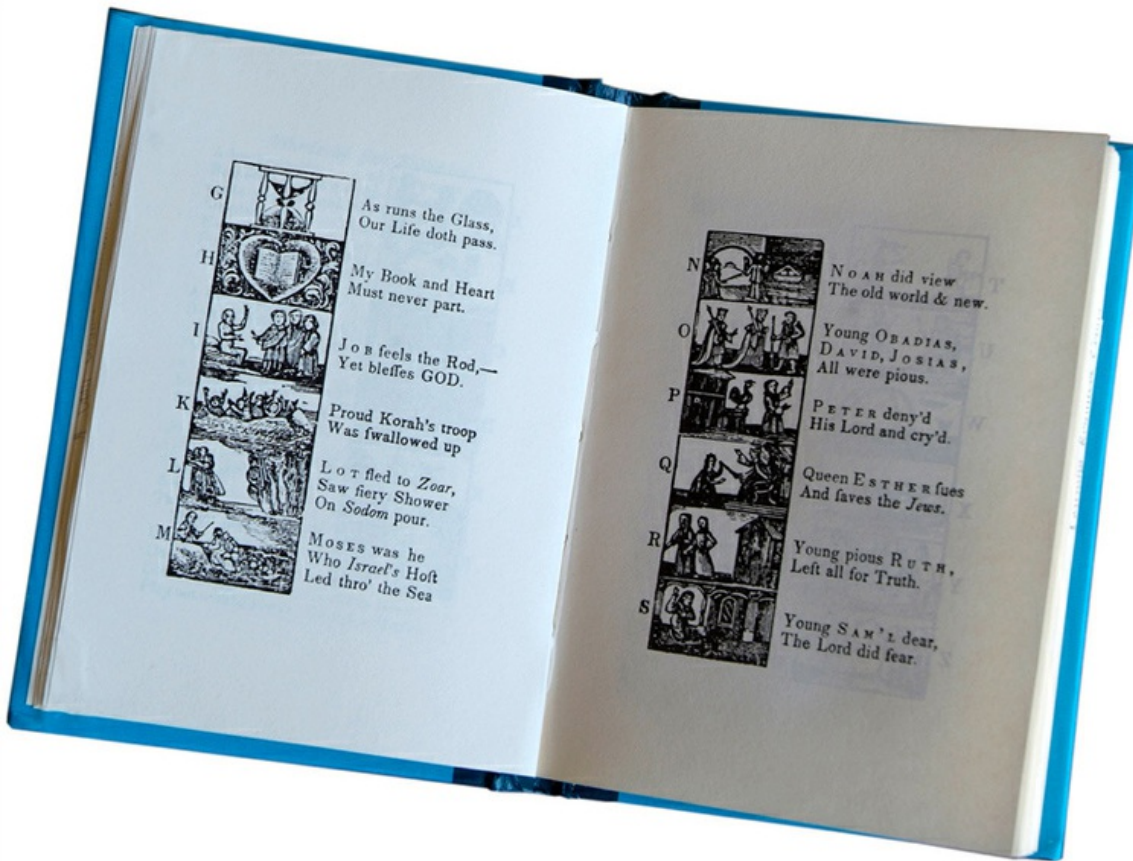 G
As runs the Glass,
Our Life doth pass.
H
My Book and Heart
Must never part.
I
JOB feels the Rod,—
Yet bleſſes GOD.
K
Proud Korah's troop
Was ſwallowed up
L
LOT fled to Zoar,
Saw fiery Shower
On Sodom pour.
M
MOSES was he
Who Israel's Hoſt
Led thro' the Sea
N
NOAH did view
The old world & new.
O
Young OBADIAS,
DAVID, JOSIAS,
All were pious.
P
PETER deny'd
His Lord and cry'd.
Q
Queen ESTHER ſues
And ſaves the Jews.
R
Young pious RUTH,
Left all for Truth.
S
Young SAM'L dear,
The Lord did fear.